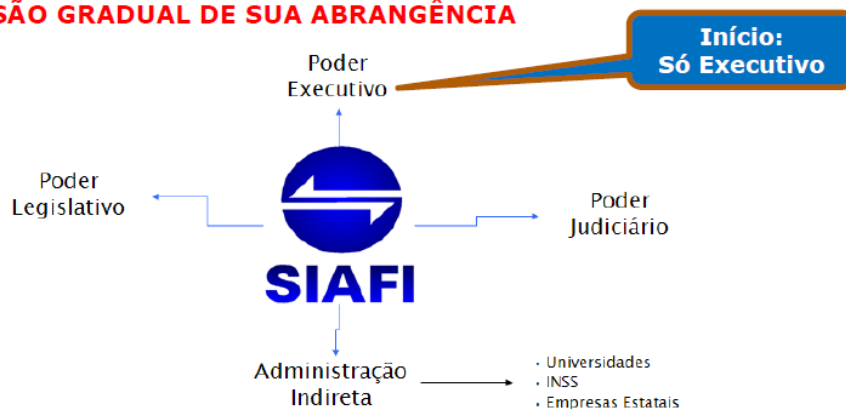 SÃO GRADUAL DE SUA ABRANGÊNCIA
Início:
Só Executivo
Poder
Executivo
Poder
Legislativo
Poder
Judiciário
SIAFI
Administração
Indireta
· Universidades
· INSS
· Empresas Estatais